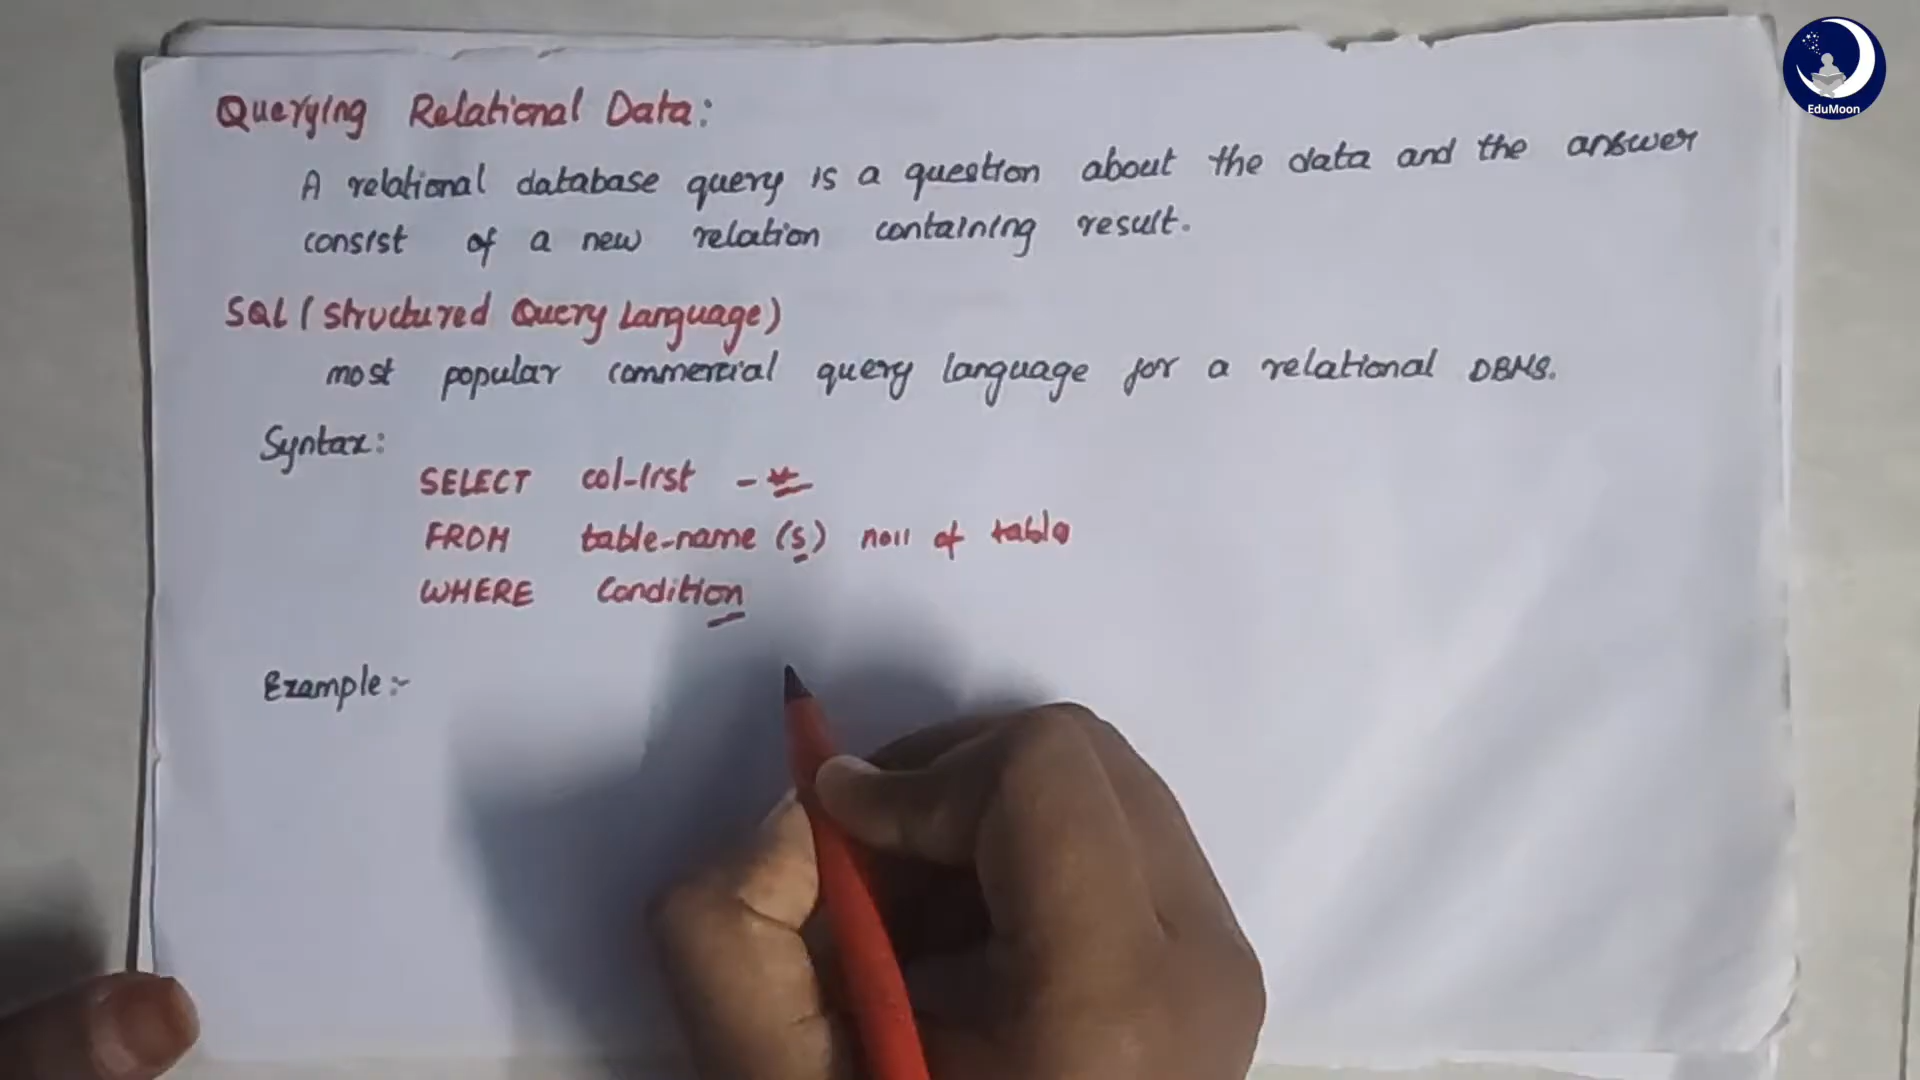 Querying Relational Data:
A relational database query is a question about the data and the answer
consist of a new relation containing result.
SQL (Structured Query Language)
most popular commercial query language for a relational DBMS.
Syntax:
SELECT col-list - *
FROM table-name (s) of table
WHERE Condition
Example:-
EduMoon